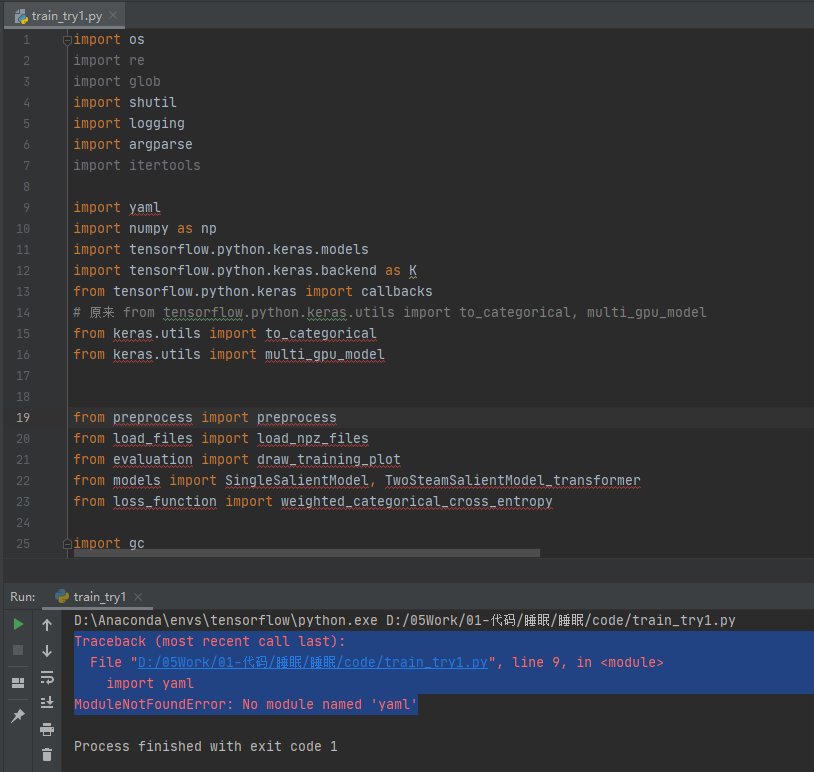 train_try1.py
1 import os
2 import re
3 import glob
4 import shutil
5 import logging
6 import argparse
7 import itertools
8
9 import yaml
10 import numpy as np
11 import tensorflow.python.keras.models
12 import tensorflow.python.keras.backend as K
13 from tensorflow.python.keras import callbacks
14 # 原来 from tensorflow.python.keras.utils import to_categorical, multi_gpu_model
15 from keras.utils import to_categorical
16 from keras.utils import multi_gpu_model
17
18
19 from preprocess import preprocess
20 from load_files import load_npz_files
21 from evaluation import draw_training_plot
22 from models import SingleSalientModel, TwoSteamSalientModel_transformer
23 from loss_function import weighted_categorical_cross_entropy
24
25 import gc
Run: train_try1
D:\Anaconda\envs\tensorflow\python.exe D:/05Work/01-代码/睡眠/睡眠/code/train_try1.py
Traceback (most recent call last):
File "D:/05Work/01-代码/睡眠/睡眠/code/train_try1.py", line 9, in <module>
import yaml
ModuleNotFoundError: No module named 'yaml'
Process finished with exit code 1